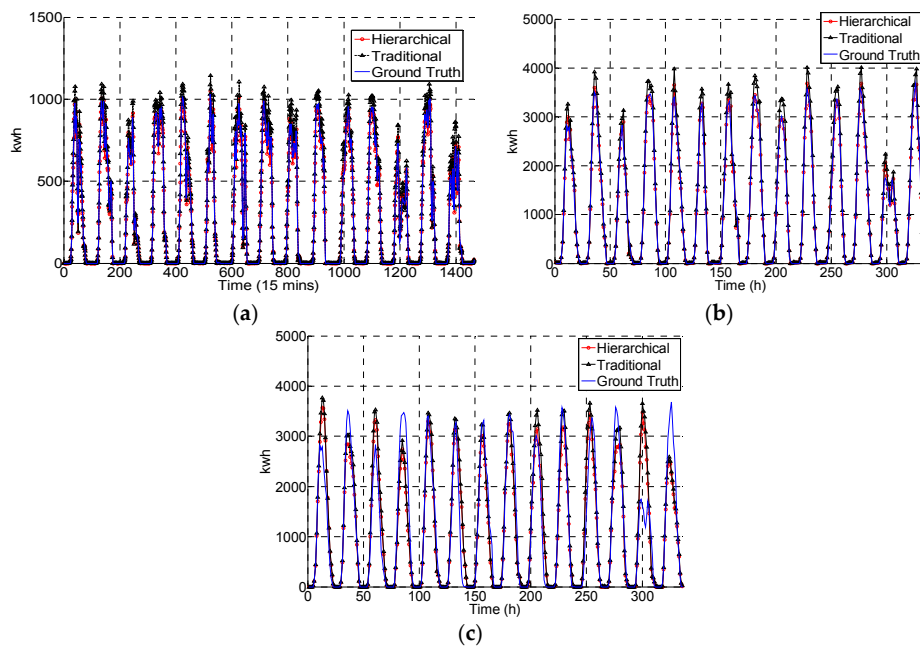 1500
1000
500
0
kwh
Hierarchical
Traditional
Ground Truth
0 200 400 600 800 1000 1200 1400
Time (15 mins)
(a)
5000
4000
3000
2000
1000
0
kwh
Hierarchical
Traditional
Ground Truth
0 50 100 150 200 250 300
Time (h)
(b)
5000
4000
3000
2000
1000
0
kwh
Hierarchical
Traditional
Ground Truth
0 50 100 150 200 250 300
Time (h)
(c)